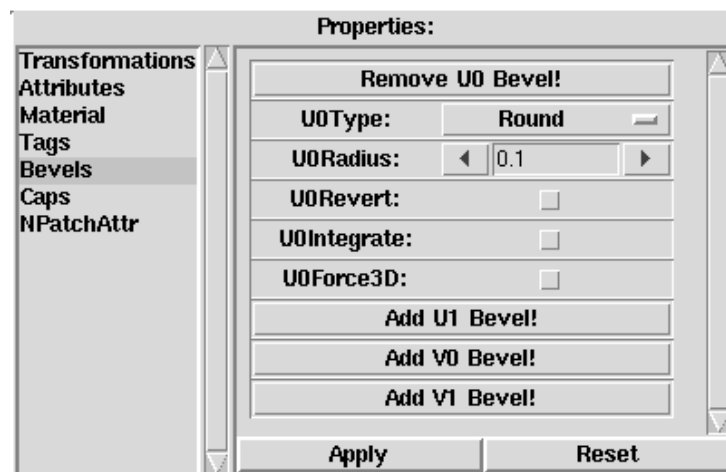 Properties:
Transformations
Attributes
Material
Tags
Bevels
Caps
NPatchAttr
Remove U0 Bevel!
U0Type: Round
U0Radius: 0.1
U0Revert:
U0Integrate:
U0Force3D:
Add U1 Bevel!
Add V0 Bevel!
Add V1 Bevel!
Apply Reset